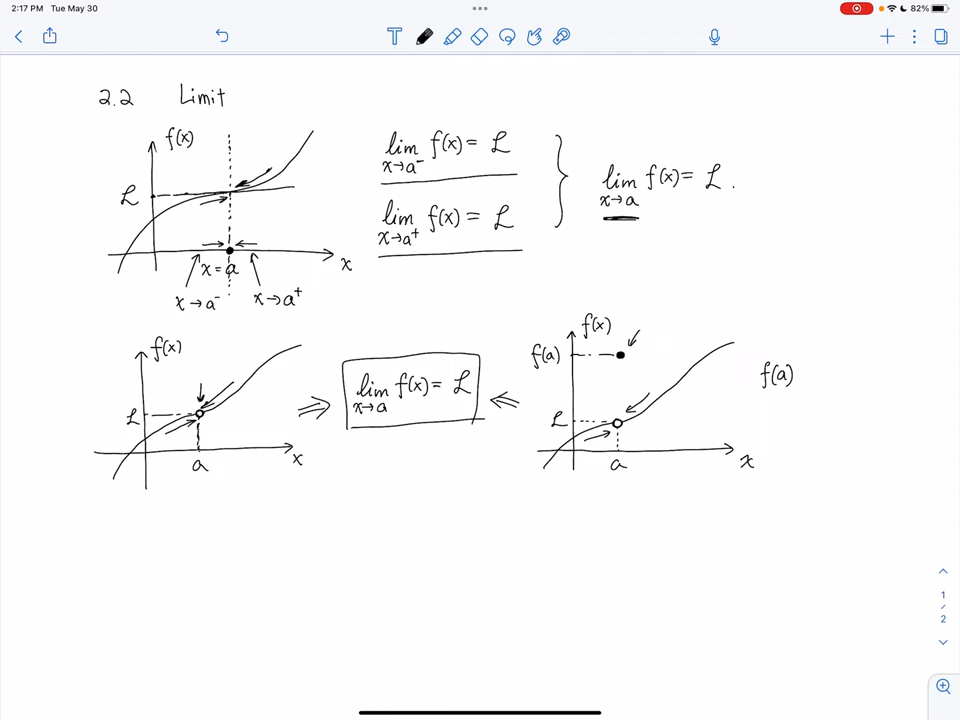 2:17 PM Tue May 30
82%
2.2 Limit
f(x)
L
x = a
x
x → a⁻
x → a⁺
lim f(x) = L
x → a⁻
lim f(x) = L
x → a⁺
lim f(x) = L .
x → a
f(x)
L
a
x
lim f(x) = L
x → a
f(x)
f(a)
L
a
x
f(a)
1
/
2